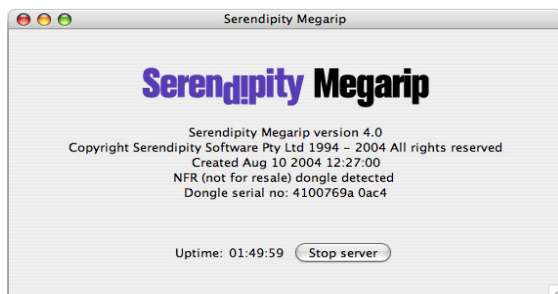 Serendipity Megarip
Serendipity Megarip
Serendipity Megarip version 4.0
Copyright Serendipity Software Pty Ltd 1994 - 2004 All rights reserved
Created Aug 10 2004 12:27:00
NFR (not for resale) dongle detected
Dongle serial no: 4100769a 0ac4
Uptime: 01:49:59 Stop server